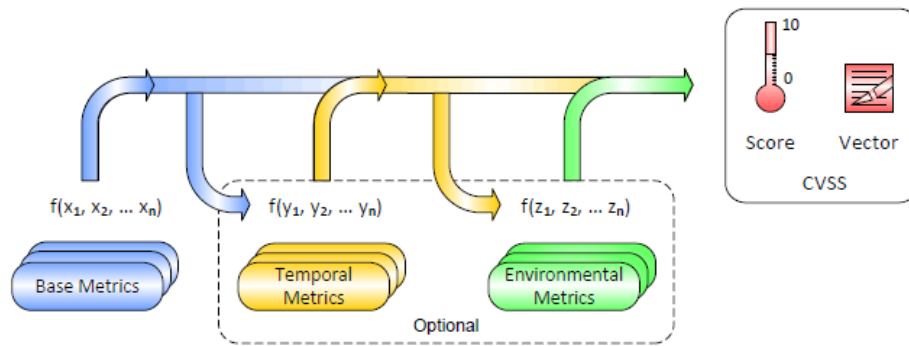 10
0
Score
Vector
CVSS
f(x₁, x₂, ... xₙ)
f(y₁, y₂, ... yₙ)
f(z₁, z₂, ... zₙ)
Base Metrics
Temporal
Metrics
Environmental
Metrics
Optional